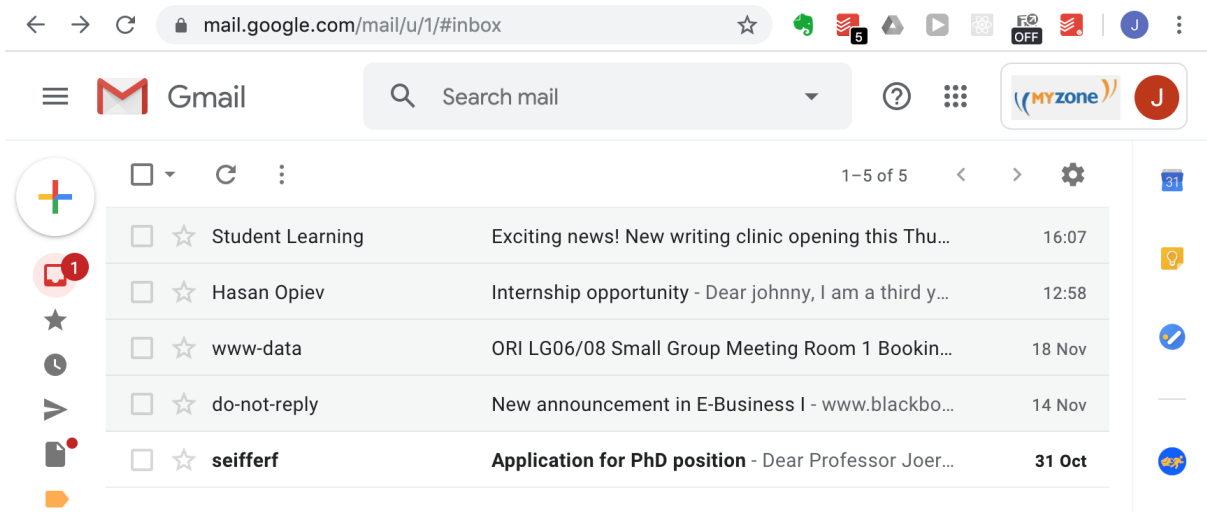 mail.google.com/mail/u/1/#inbox
5
OFF
J
Gmail
Search mail
MYZONE
J
1–5 of 5
31
Student Learning Exciting news! New writing clinic opening this Thu... 16:07
1
Hasan Opiev Internship opportunity - Dear johnny, I am a third y... 12:58
www-data ORI LG06/08 Small Group Meeting Room 1 Bookin... 18 Nov
do-not-reply New announcement in E-Business I - www.blackbo... 14 Nov
seifferf Application for PhD position - Dear Professor Joer... 31 Oct